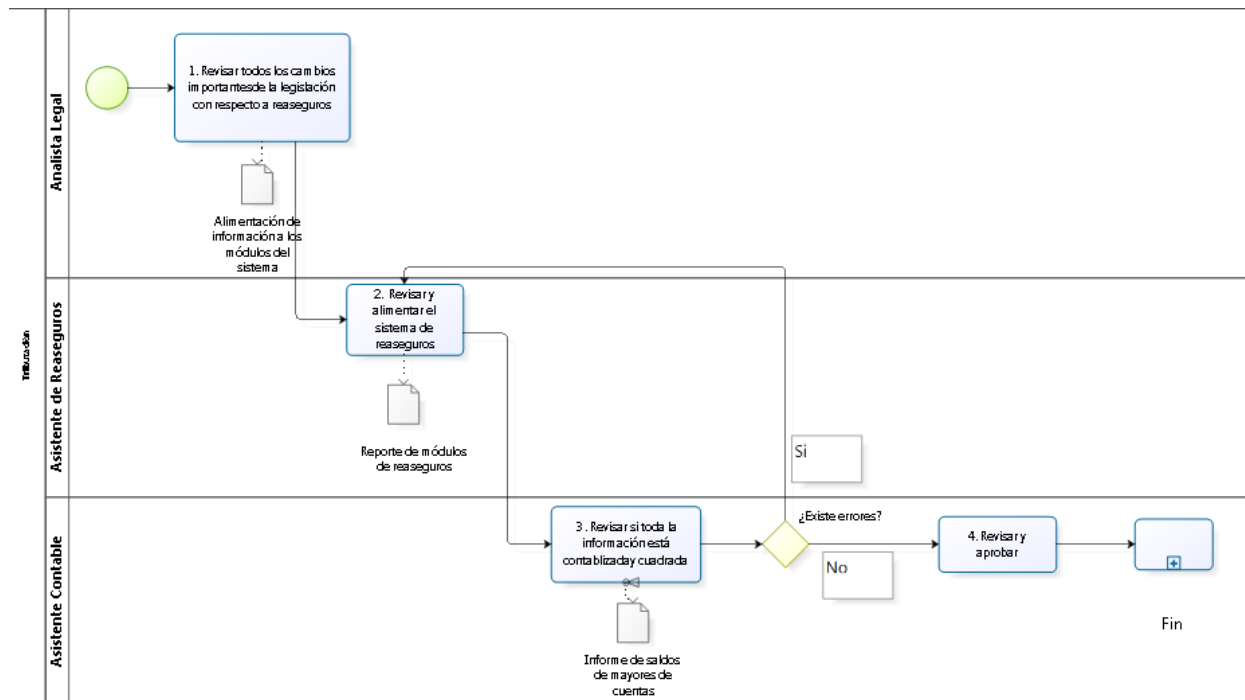 Tributación
Analista Legal
1. Revisar todos los cambios
importantesde la legislación
con respecto a reaseguros
Alimentación de
información a los
módulos del
sistema
Asistente de Reaseguros
2. Revisar y
alimentar el
sistema de
reaseguros
Reporte de módulos
de reaseguros
Si
Asistente Contable
3. Revisar si toda la
información está
contabilizada y cuadrada
¿Existe errores?
No
4. Revisar y
aprobar
Fin
Informe de saldos
de mayores de
cuentas